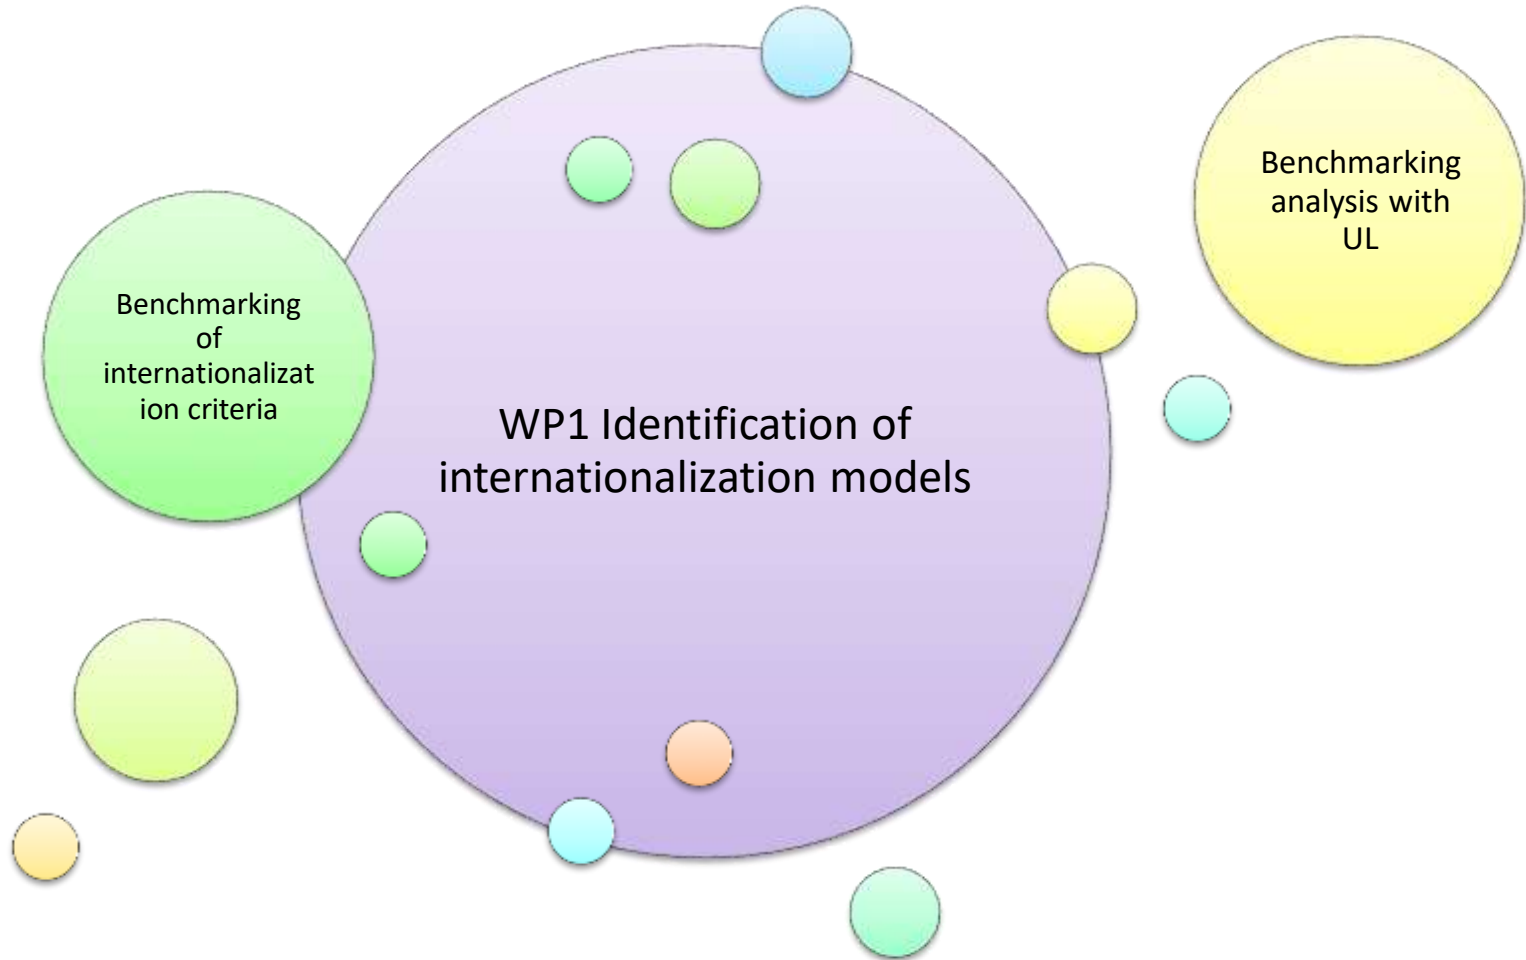 Benchmarking
analysis with
UL
Benchmarking
of
internationalizat
ion criteria
WP1 Identification of
internationalization models